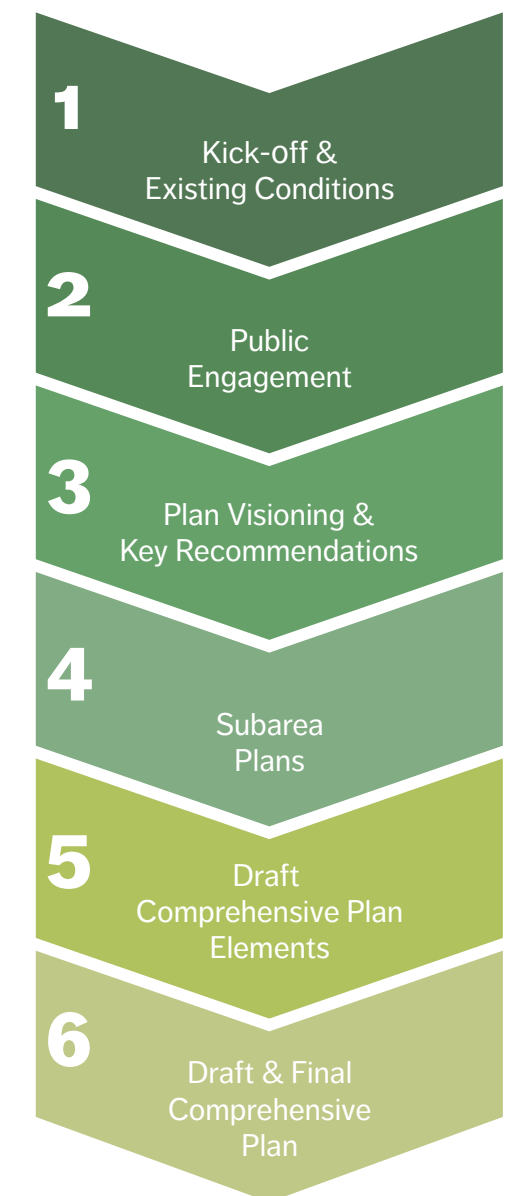 1
Kick-off &
Existing Conditions
2
Public
Engagement
3
Plan Visioning &
Key Recommendations
4
Subarea
Plans
5
Draft
Comprehensive Plan
Elements
6
Draft & Final
Comprehensive
Plan